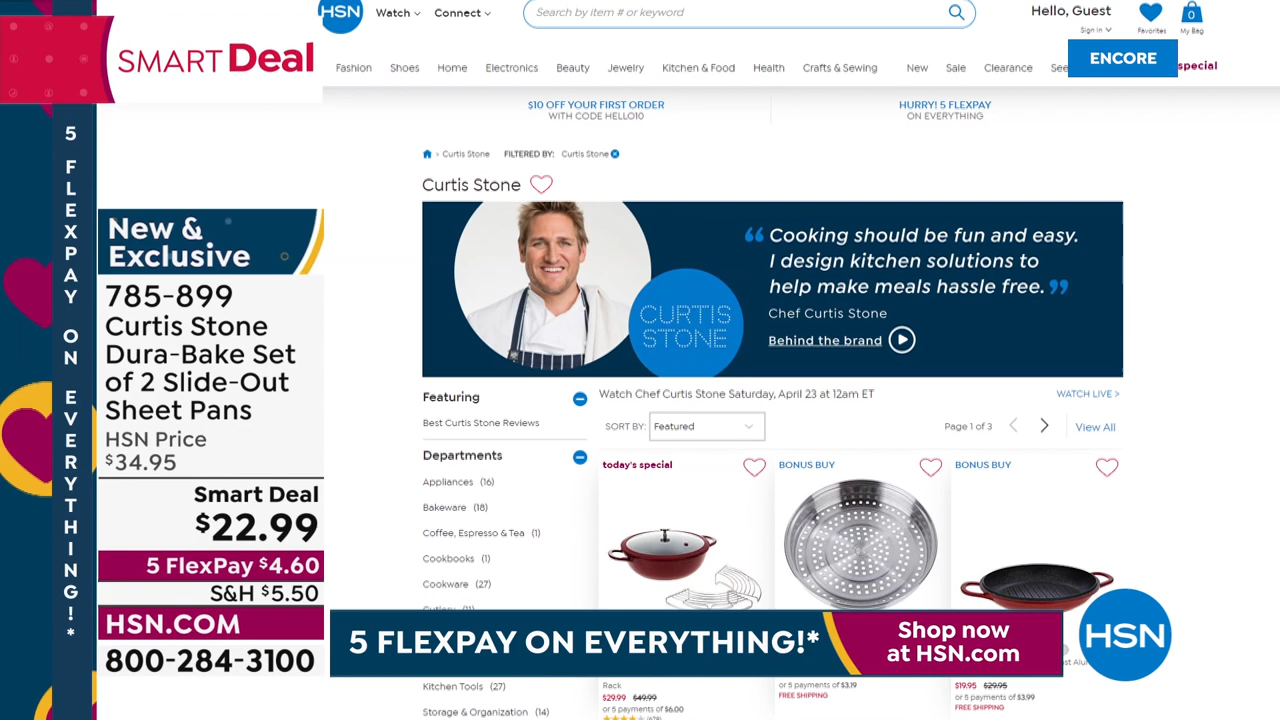 SMART Deal
5 FLEXPAY ON EVERYTHING!*
New &
Exclusive
785-899
Curtis Stone
Dura-Bake Set
of 2 Slide-Out
Sheet Pans
HSN Price
$34.95
Smart Deal
$22.99
5 FlexPay $4.60
S&H $5.50
HSN.COM
800-284-3100
HSN
Watch
Connect
Search by item # or keyword
Hello, Guest
Sign In
Favorites
0
My Bag
Fashion Shoes Home Electronics Beauty Jewelry Kitchen & Food Health Crafts & Sewing New Sale Clearance See
special
ENCORE
$10 OFF YOUR FIRST ORDER
WITH CODE HELLO10
HURRY! 5 FLEXPAY
ON EVERYTHING
> Curtis Stone FILTERED BY: Curtis Stone
Curtis Stone
CURTIS
STONE
“ Cooking should be fun and easy.
I design kitchen solutions to
help make meals hassle free. ”
Chef Curtis Stone
Behind the brand
Featuring
Best Curtis Stone Reviews
Departments
Appliances (16)
Bakeware (18)
Coffee, Espresso & Tea (1)
Cookbooks (1)
Cookware (27)
Kitchen Tools (27)
Storage & Organization (14)
Watch Chef Curtis Stone Saturday, April 23 at 12am ET
WATCH LIVE >
SORT BY: Featured
Page 1 of 3
View All
today's special
BONUS BUY
BONUS BUY
Rack
$29.99 $49.99
or 5 payments of $6.00
(678)
or 5 payments of $3.19
FREE SHIPPING
$19.95 $29.95
or 5 payments of $3.99
FREE SHIPPING
5 FLEXPAY ON EVERYTHING!*
Shop now
at HSN.com
HSN